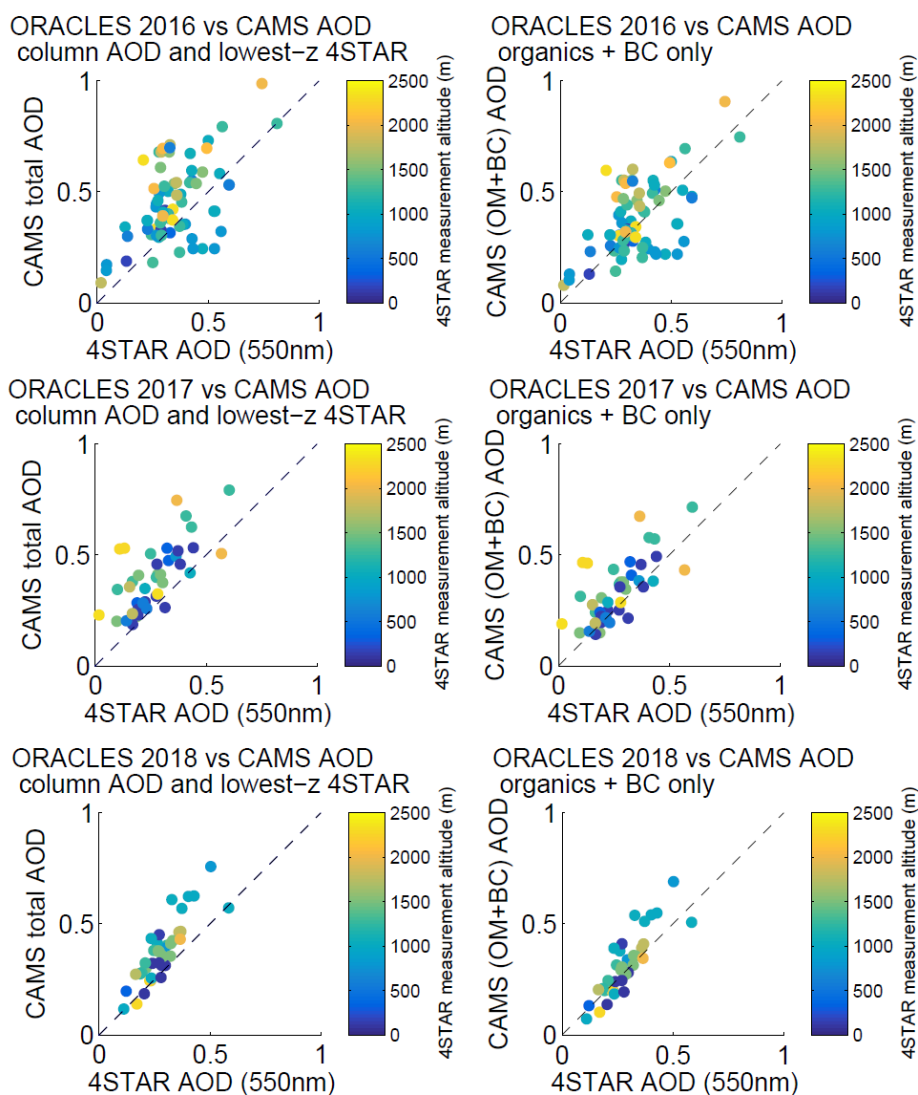 ORACLES 2016 vs CAMS AOD
column AOD and lowest−z 4STAR
CAMS total AOD
1
0.5
0
0
0.5
1
4STAR AOD (550nm)
2500
2000
1500
1000
500
0
4STAR measurement altitude (m)
ORACLES 2016 vs CAMS AOD
organics + BC only
CAMS (OM+BC) AOD
1
0.5
0
0
0.5
1
4STAR AOD (550nm)
2500
2000
1500
1000
500
0
4STAR measurement altitude (m)
ORACLES 2017 vs CAMS AOD
column AOD and lowest−z 4STAR
CAMS total AOD
1
0.5
0
0
0.5
1
4STAR AOD (550nm)
2500
2000
1500
1000
500
0
4STAR measurement altitude (m)
ORACLES 2017 vs CAMS AOD
organics + BC only
CAMS (OM+BC) AOD
1
0.5
0
0
0.5
1
4STAR AOD (550nm)
2500
2000
1500
1000
500
0
4STAR measurement altitude (m)
ORACLES 2018 vs CAMS AOD
column AOD and lowest−z 4STAR
CAMS total AOD
1
0.5
0
0
0.5
1
4STAR AOD (550nm)
2500
2000
1500
1000
500
0
4STAR measurement altitude (m)
ORACLES 2018 vs CAMS AOD
organics + BC only
CAMS (OM+BC) AOD
1
0.5
0
0
0.5
1
4STAR AOD (550nm)
2500
2000
1500
1000
500
0
4STAR measurement altitude (m)